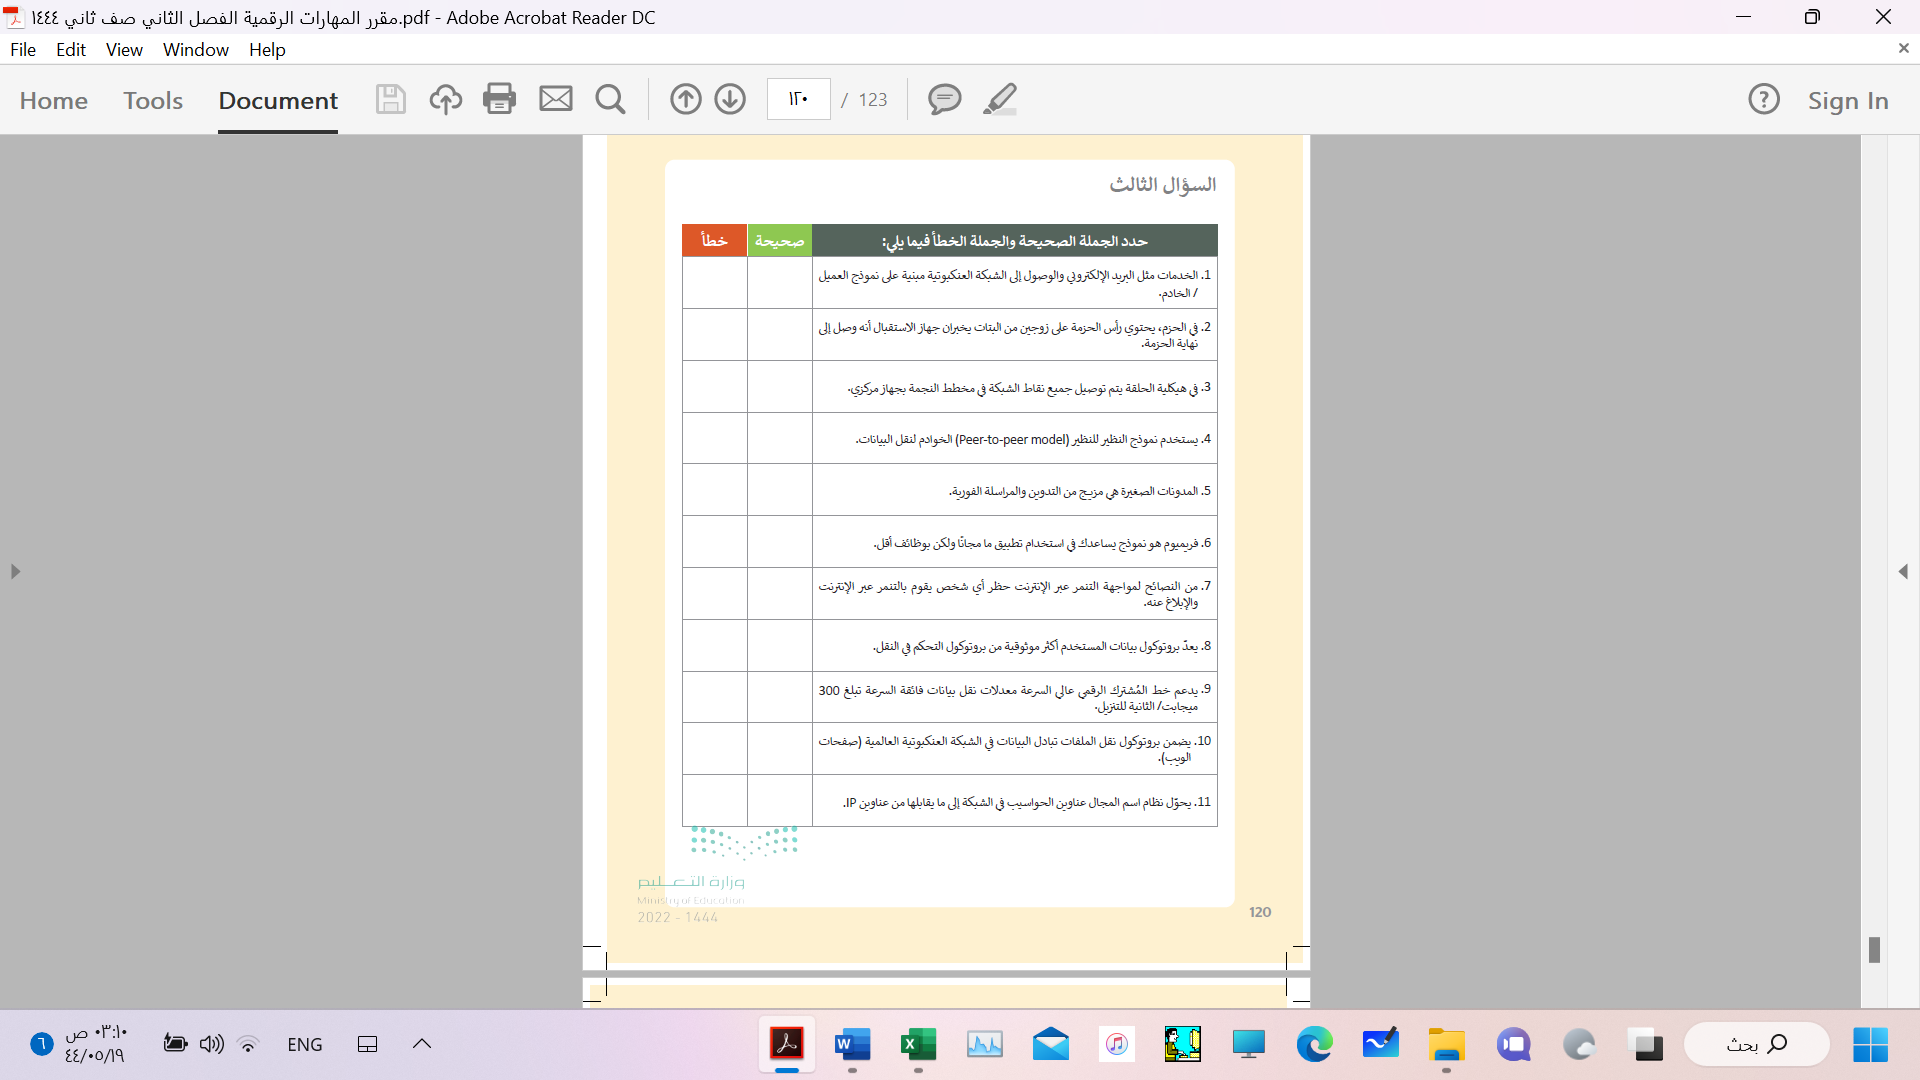 مقرر المهارات الرقمية الفصل الثاني صف ثاني ١٤٤٤.pdf - Adobe Acrobat Reader DC
File Edit View Window Help
Home Tools Document ١٢٠ / 123 Sign In
السؤال الثالث
حدد الجملة الصحيحة والجملة الخطأ فيما يلي: صحيحة خطأ
1. الخدمات مثل البريد الإلكتروني والوصول إلى الشبكة العنكبوتية مبنية على نموذج العميل
/ الخادم.
2. في الحزم، يحتوي رأس الحزمة على زوجين من البتات يخبران جهاز الاستقبال أنه وصل إلى
نهاية الحزمة.
3. في هيكلية الحلقة يتم توصيل جميع نقاط الشبكة في مخطط النجمة بجهاز مركزي.
4. يستخدم نموذج النظير للنظير (Peer-to-peer model) الخوادم لنقل البيانات.
5. المدونات الصغيرة هي مزيج من التدوين والمراسلة الفورية.
6. فريميوم هو نموذج يساعدك في استخدام تطبيق ما مجانًا ولكن بوظائف أقل.
7. من النصائح لمواجهة التنمر عبر الإنترنت حظر أي شخص يقوم بالتنمر عبر الإنترنت
والإبلاغ عنه.
8. يعدّ بروتوكول بيانات المستخدم أكثر موثوقية من بروتوكول التحكم في النقل.
9. يدعم خط المُشترك الرقمي عالي السرعة معدلات نقل بيانات فائقة السرعة تبلغ 300
ميجابت/ الثانية للتنزيل.
10. يضمن بروتوكول نقل الملفات تبادل البيانات في الشبكة العنكبوتية العالمية (صفحات
الويب).
11. يحوّل نظام اسم المجال عناوين الحواسيب في الشبكة إلى ما يقابلها من عناوين IP.
وزارة التعليم
Ministry of Education
2022 - 1444
120
٠٣:١٠ ص
٤٤/٠٥/١٩
٦
ENG
بحث